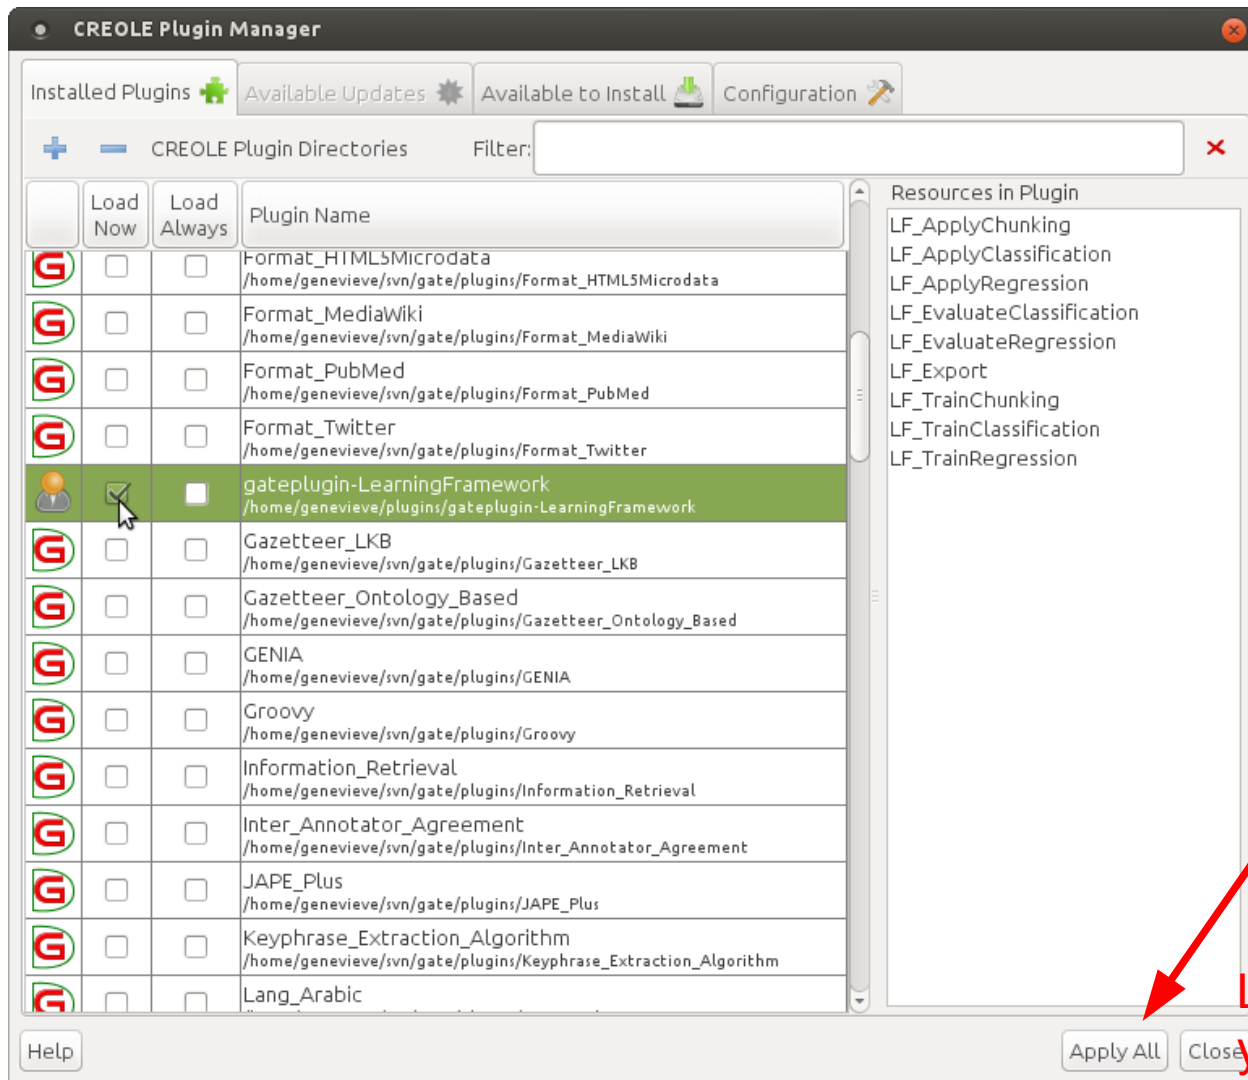 CREOLE Plugin Manager
Installed Plugins Available Updates Available to Install Configuration
CREOLE Plugin Directories Filter:
Load Now Load Always Plugin Name
Resources in Plugin
Format_HTML5Microdata
/home/genevieve/svn/gate/plugins/Format_HTML5Microdata
Format_MediaWiki
/home/genevieve/svn/gate/plugins/Format_MediaWiki
Format_PubMed
/home/genevieve/svn/gate/plugins/Format_PubMed
Format_Twitter
/home/genevieve/svn/gate/plugins/Format_Twitter
gateplugin-LearningFramework
/home/genevieve/plugins/gateplugin-LearningFramework
Gazetteer_LKB
/home/genevieve/svn/gate/plugins/Gazetteer_LKB
Gazetteer_Ontology_Based
/home/genevieve/svn/gate/plugins/Gazetteer_Ontology_Based
GENIA
/home/genevieve/svn/gate/plugins/GENIA
Groovy
/home/genevieve/svn/gate/plugins/Groovy
Information_Retrieval
/home/genevieve/svn/gate/plugins/Information_Retrieval
Inter_Annotator_Agreement
/home/genevieve/svn/gate/plugins/Inter_Annotator_Agreement
JAPE_Plus
/home/genevieve/svn/gate/plugins/JAPE_Plus
Keyphrase_Extraction_Algorithm
/home/genevieve/svn/gate/plugins/Keyphrase_Extraction_Algorithm
Lang_Arabic
LF_ApplyChunking
LF_ApplyClassification
LF_ApplyRegression
LF_EvaluateClassification
LF_EvaluateRegression
LF_Export
LF_TrainChunking
LF_TrainClassification
LF_TrainRegression
Help Apply All Close